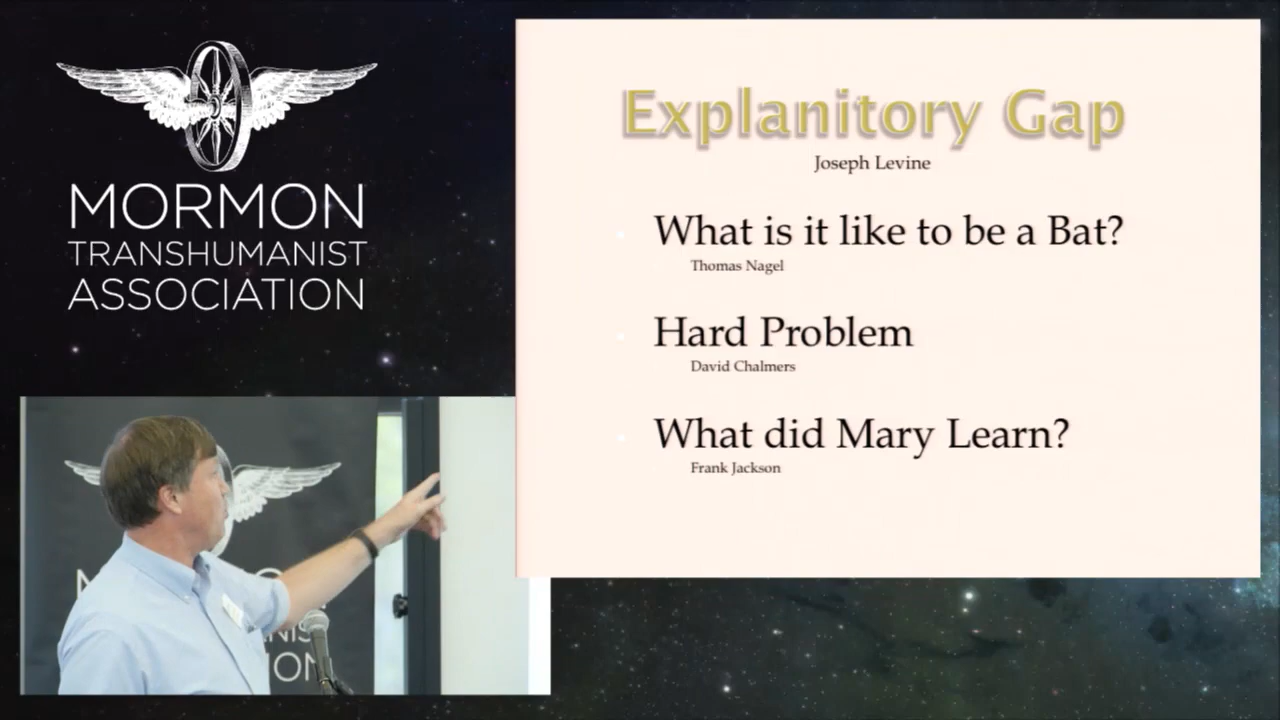 MORMON
TRANSHUMANIST
ASSOCIATION
Explanitory Gap
Joseph Levine
What is it like to be a Bat?
Thomas Nagel
Hard Problem
David Chalmers
What did Mary Learn?
Frank Jackson